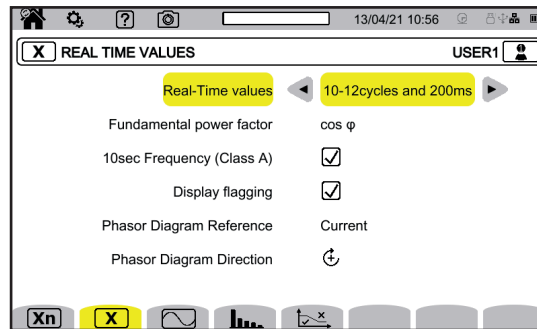 ? 13/04/21 10:56
X REAL TIME VALUES USER1
Real-Time values 10-12cycles and 200ms
Fundamental power factor cos φ
10sec Frequency (Class A)
Display flagging
Phasor Diagram Reference Current
Phasor Diagram Direction +
Xn X x